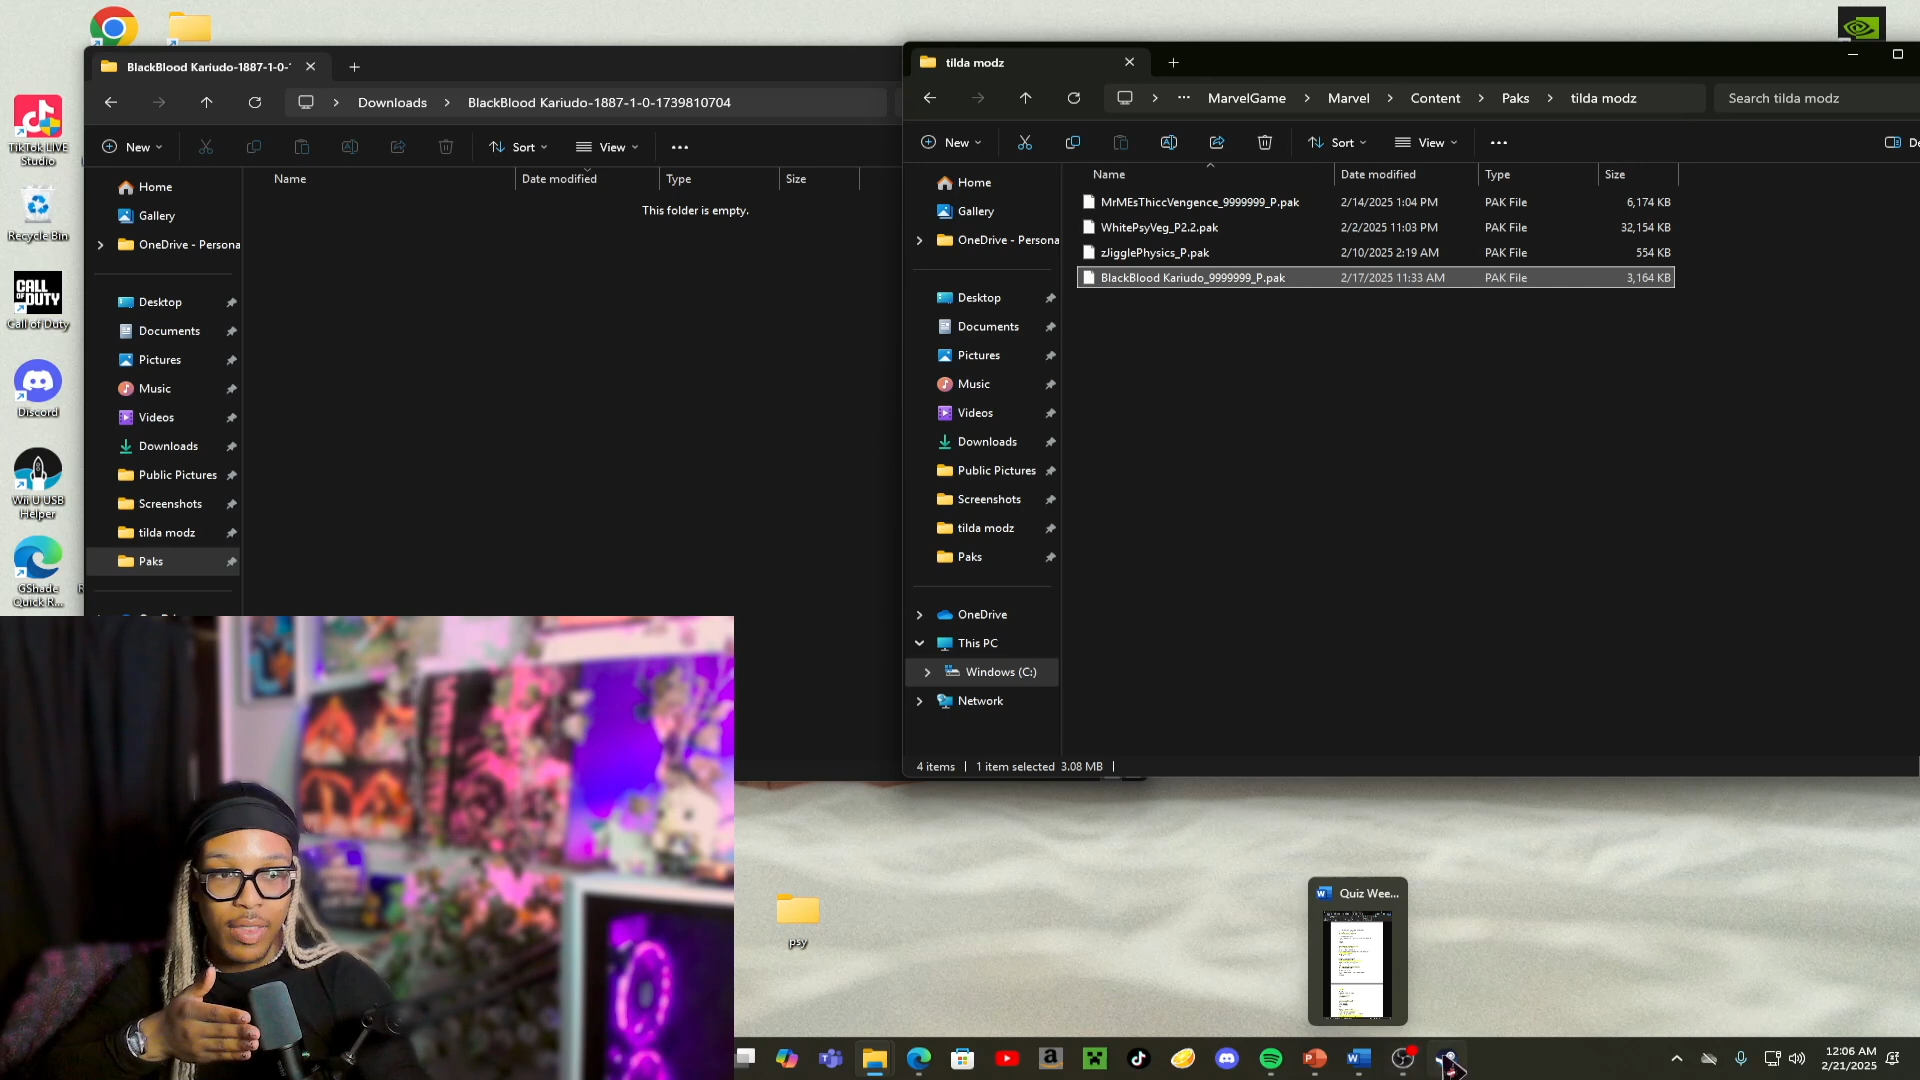 TikTok LIVE
Studio
Recycle Bin
CALL OF DUTY
Call of Duty
Discord
Wii U USB
Helper
GShade
Quick R...
BlackBlood Kariudo-1887-1-0-
Downloads
BlackBlood Kariudo-1887-1-0-1739810704
New
Sort
View
Name
Date modified
Type
Size
This folder is empty.
Home
Gallery
OneDrive - Persona
Desktop
Documents
Pictures
Music
Videos
Downloads
Public Pictures
Screenshots
tilda modz
Paks
tilda modz
... MarvelGame Marvel Content Paks tilda modz
Search tilda modz
New
Sort
View
De
Name Date modified Type Size
MrMEsThiccVengence_9999999_P.pak 2/14/2025 1:04 PM PAK File 6,174 KB
WhitePsyVeg_P2.2.pak 2/2/2025 11:03 PM PAK File 32,154 KB
zJigglePhysics_P.pak 2/10/2025 2:19 AM PAK File 554 KB
BlackBlood Kariudo_9999999_P.pak 2/17/2025 11:33 AM PAK File 3,164 KB
Home
Gallery
OneDrive - Persona
Desktop
Documents
Pictures
Music
Videos
Downloads
Public Pictures
Screenshots
tilda modz
Paks
OneDrive
This PC
Windows (C:)
Network
4 items 1 item selected 3.08 MB
psy
Quiz Wee...
12:06 AM
2/21/2025